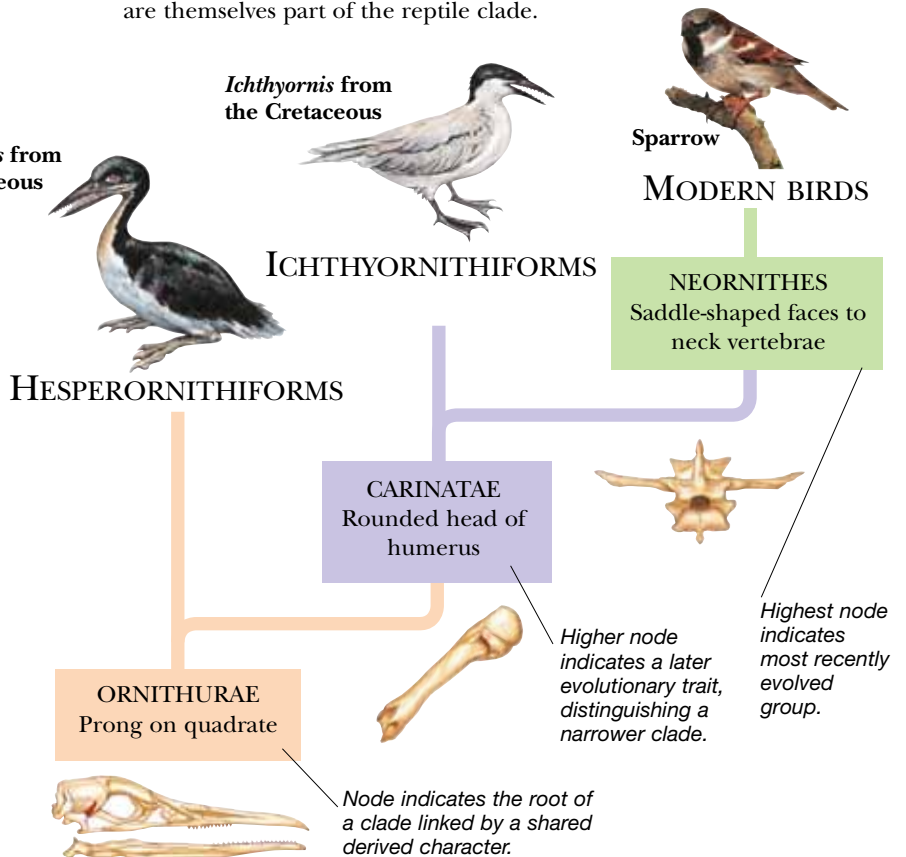 are themselves part of the reptile clade.
Ichthyornis from
the Cretaceous
Sparrow
s from
eous
MODERN BIRDS
ICHTHYORNITHIFORMS
NEORNITHES
Saddle-shaped faces to
neck vertebrae
HESPERORNITHIFORMS
CARINATAE
Rounded head of
humerus
Highest node
indicates
most recently
evolved
group.
Higher node
indicates a later
evolutionary trait,
distinguishing a
narrower clade.
ORNITHURAE
Prong on quadrate
Node indicates the root of
a clade linked by a shared
derived character.